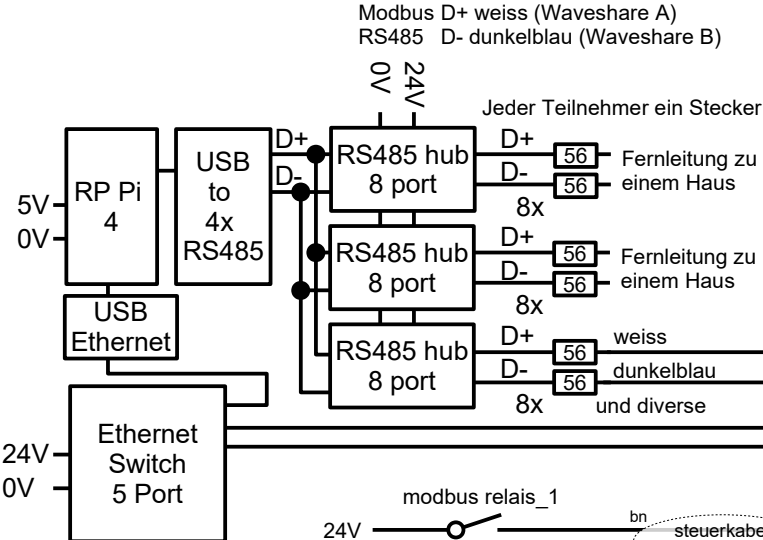 Modbus D+ weiss (Waveshare A)
RS485 D- dunkelblau (Waveshare B)
0V
24V
Jeder Teilnehmer ein Stecker
RP Pi
4
5V
0V
USB
to
4x
RS485
D+
D-
RS485 hub
8 port
D+
D-
8x
56
56
Fernleitung zu
einem Haus
RS485 hub
8 port
D+
D-
8x
56
56
Fernleitung zu
einem Haus
RS485 hub
8 port
D+
D-
8x
56
56
weiss
dunkelblau
und diverse
USB
Ethernet
Ethernet
Switch
5 Port
24V
0V
modbus relais_1
24V
bn
steuerkabe